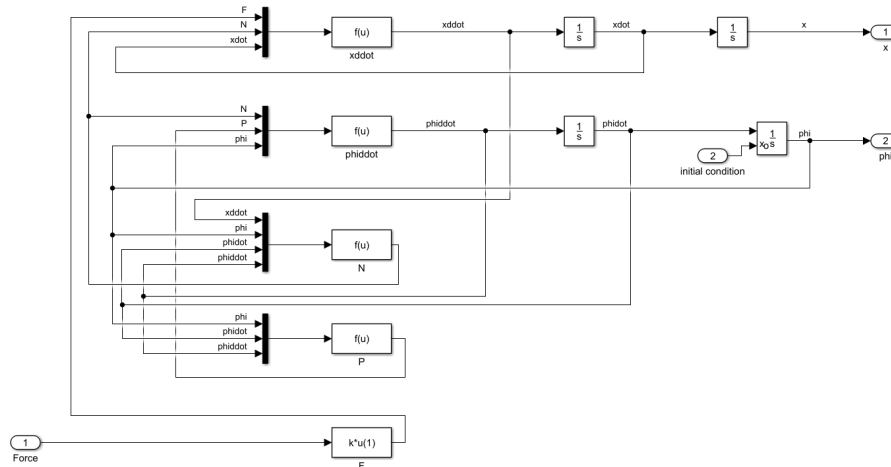 F
N
xdot
f(u)
xddot
xddot
1
s
xdot
1
s
x
1
x
N
P
phi
f(u)
phiddot
phiddot
1
s
phidot
2
initial condition
xo
1
s
phi
2
phi
xddot
phi
phidot
phiddot
f(u)
N
phi
phidot
phiddot
f(u)
P
1
Force
k*u(1)
F